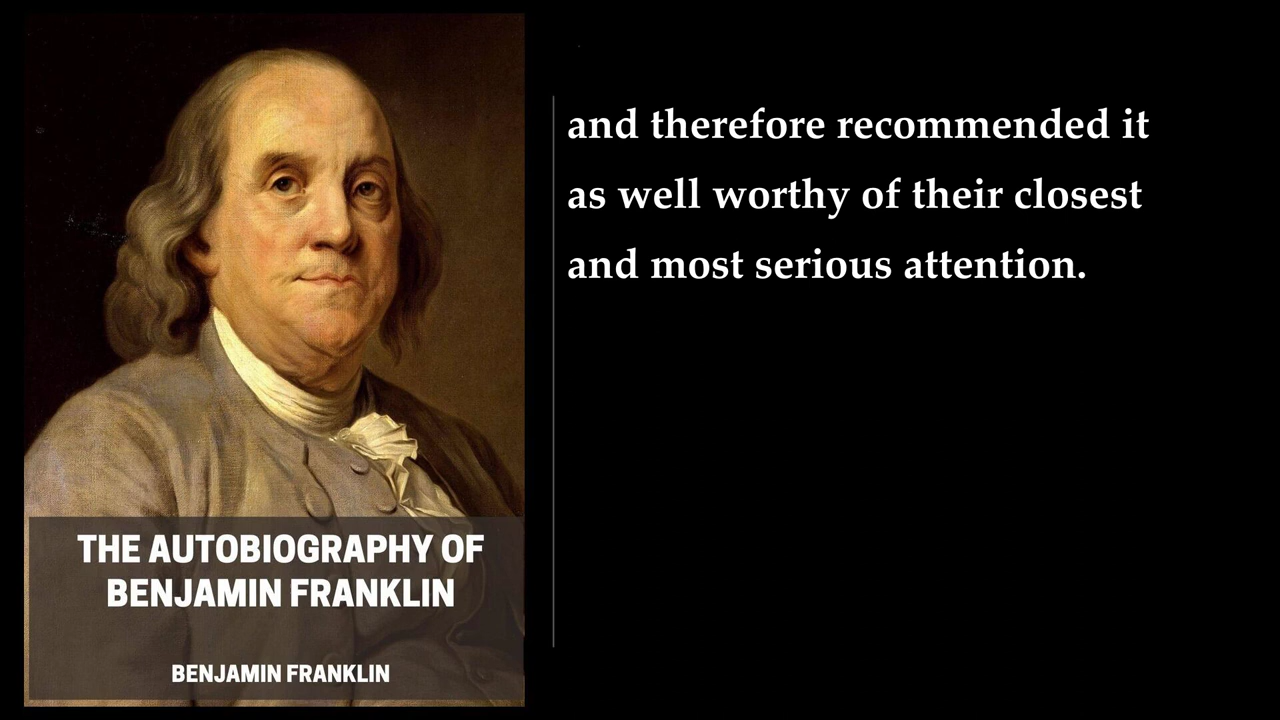 and therefore recommended it
as well worthy of their closest
and most serious attention.
THE AUTOBIOGRAPHY OF
BENJAMIN FRANKLIN
BENJAMIN FRANKLIN